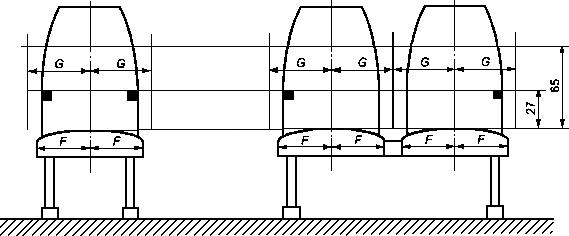 G G G G G G
65
27
F F F F F F